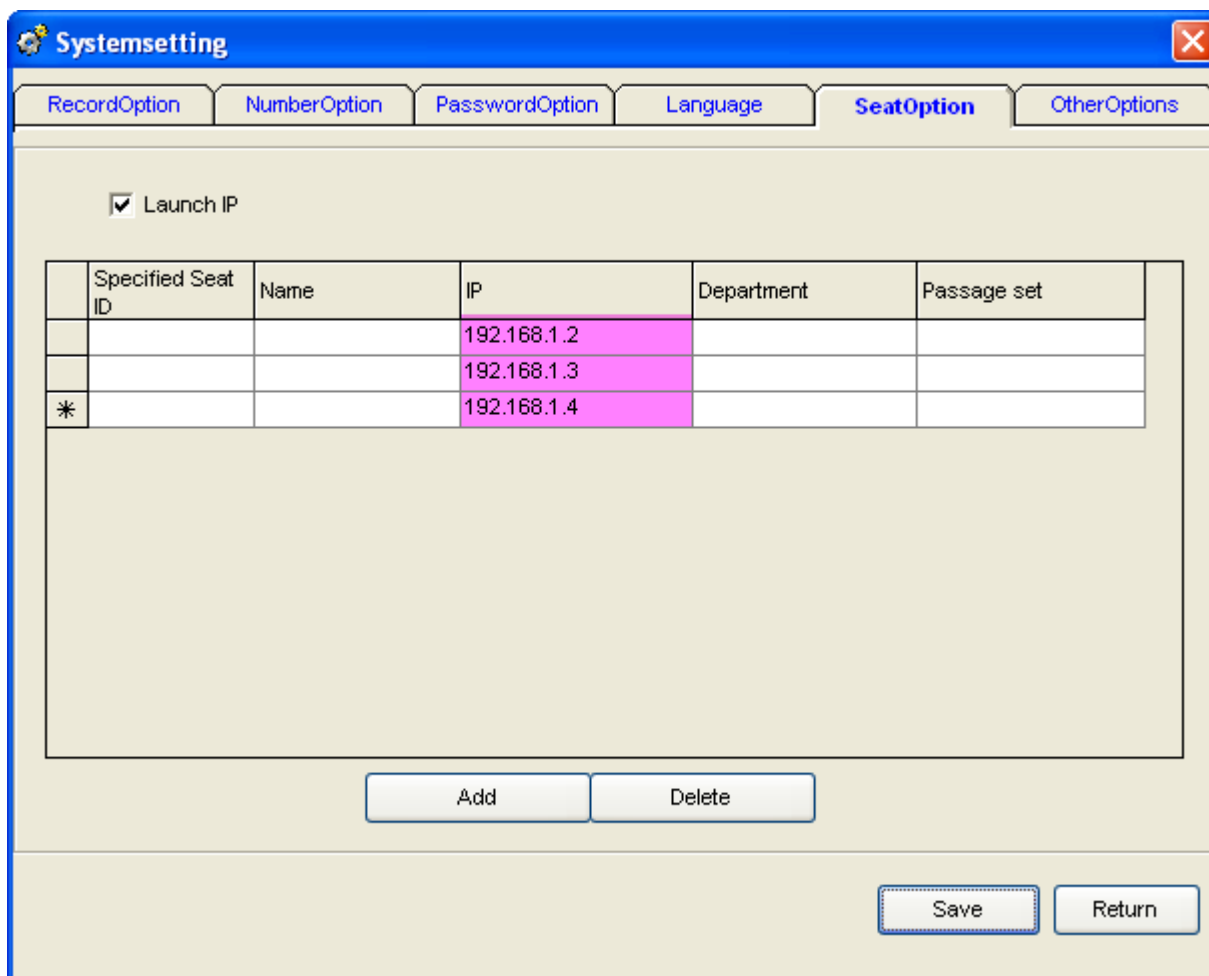 Systemsetting
RecordOption NumberOption PasswordOption Language SeatOption OtherOptions
Launch IP
Specified Seat ID Name IP Department Passage set
192.168.1.2
192.168.1.3
192.168.1.4
Add Delete
Save Return